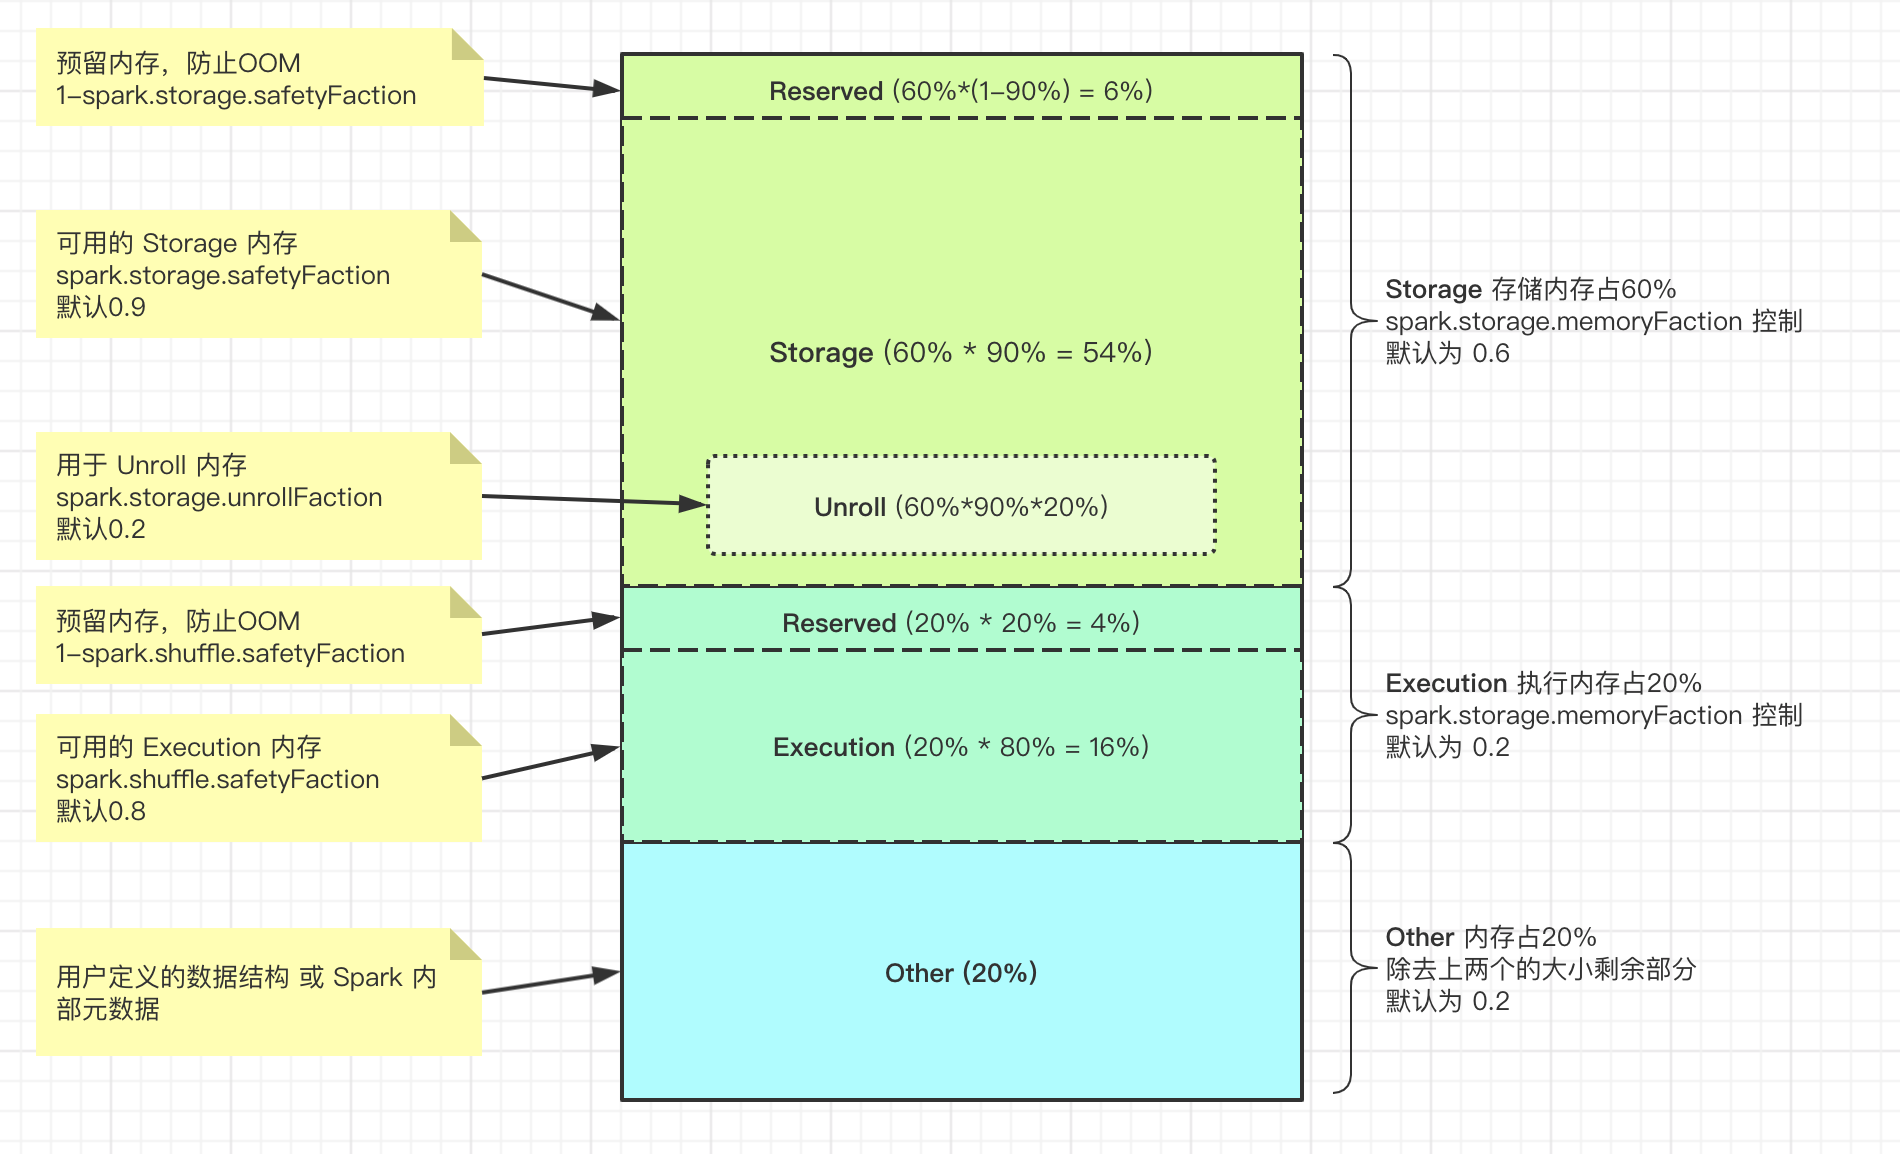 预留内存，防止OOM
1-spark.storage.safetyFaction
可用的 Storage 内存
spark.storage.safetyFaction
默认0.9
用于 Unroll 内存
spark.storage.unrollFaction
默认0.2
预留内存，防止OOM
1-spark.shuffle.safetyFaction
可用的 Execution 内存
spark.shuffle.safetyFaction
默认0.8
用户定义的数据结构 或 Spark 内
部元数据
Reserved (60%*(1-90%) = 6%)
Storage (60% * 90% = 54%)
Unroll (60%*90%*20%)
Reserved (20% * 20% = 4%)
Execution (20% * 80% = 16%)
Other (20%)
Storage 存储内存占60%
spark.storage.memoryFaction 控制
默认为 0.6
Execution 执行内存占20%
spark.storage.memoryFaction 控制
默认为 0.2
Other 内存占20%
除去上两个的大小剩余部分
默认为 0.2